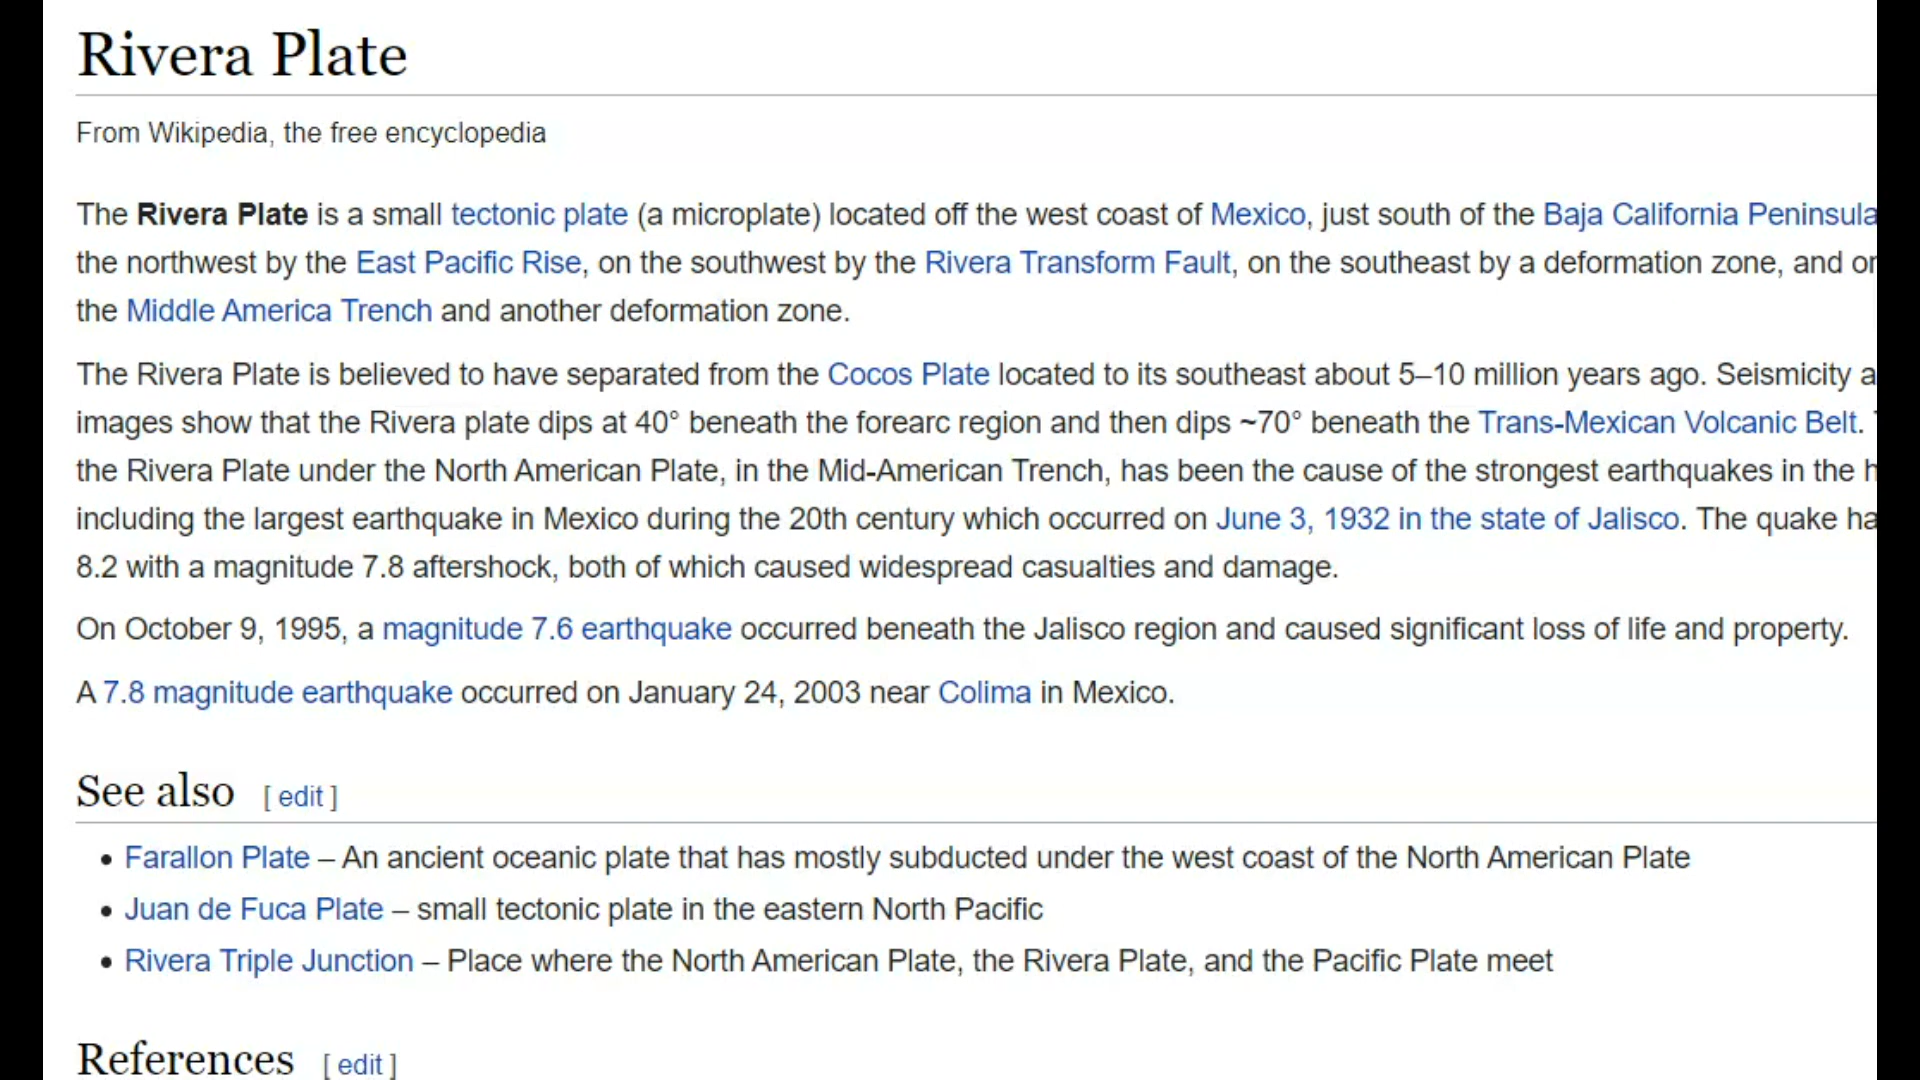 Rivera Plate
From Wikipedia, the free encyclopedia
The Rivera Plate is a small tectonic plate (a microplate) located off the west coast of Mexico, just south of the Baja California Peninsula
the northwest by the East Pacific Rise, on the southwest by the Rivera Transform Fault, on the southeast by a deformation zone, and
the Middle America Trench and another deformation zone.
The Rivera Plate is believed to have separated from the Cocos Plate located to its southeast about 5–10 million years ago. Seismicity
images show that the Rivera plate dips at 40° beneath the forearc region and then dips ~70° beneath the Trans-Mexican Volcanic Belt.
the Rivera Plate under the North American Plate, in the Mid-American Trench, has been the cause of the strongest earthquakes in the
including the largest earthquake in Mexico during the 20th century which occurred on June 3, 1932 in the state of Jalisco. The quake
8.2 with a magnitude 7.8 aftershock, both of which caused widespread casualties and damage.
On October 9, 1995, a magnitude 7.6 earthquake occurred beneath the Jalisco region and caused significant loss of life and property.
A 7.8 magnitude earthquake occurred on January 24, 2003 near Colima in Mexico.
See also [ edit ]
• Farallon Plate – An ancient oceanic plate that has mostly subducted under the west coast of the North American Plate
• Juan de Fuca Plate – small tectonic plate in the eastern North Pacific
• Rivera Triple Junction – Place where the North American Plate, the Rivera Plate, and the Pacific Plate meet
References [ edit ]